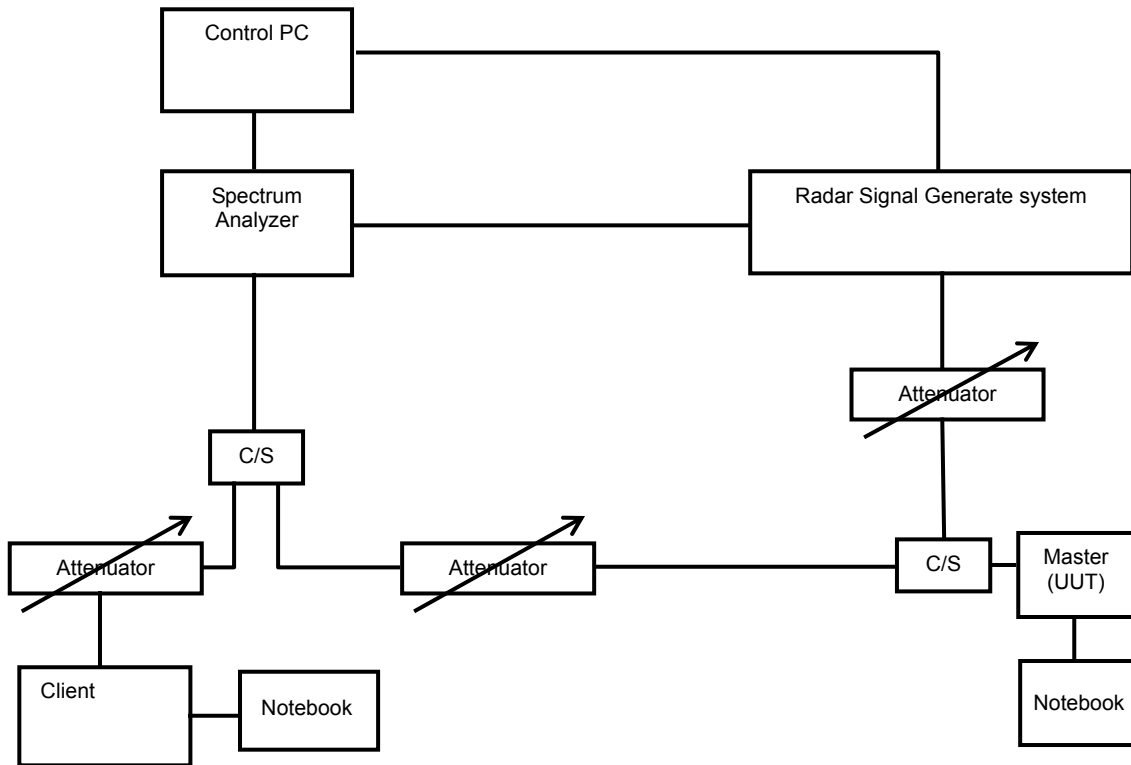 Control PC
Spectrum
Analyzer
Radar Signal Generate system
Attenuator
C/S
Attenuator
Attenuator
C/S
Master
(UUT)
Client
Notebook
Notebook